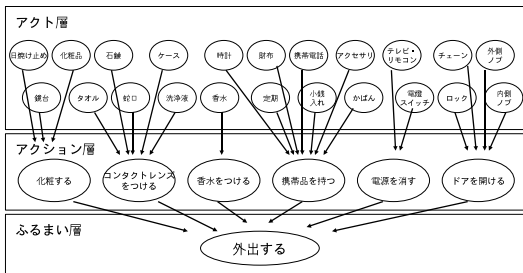 アクト層
日焼け止め
化粧品
石鹸
ケース
時計
財布
携帯電話
アクセサリ
テレビ・
リモコン
チェーン
外側
ノブ
鏡台
タオル
蛇口
洗浄液
香水
定期
小銭
入れ
かばん
電燈
スイッチ
ロック
内側
ノブ
アクション層
化粧する
コンタクトレンズ
をつける
香水をつける
携帯品を持つ
電源を消す
ドアを開ける
ふるまい層
外出する